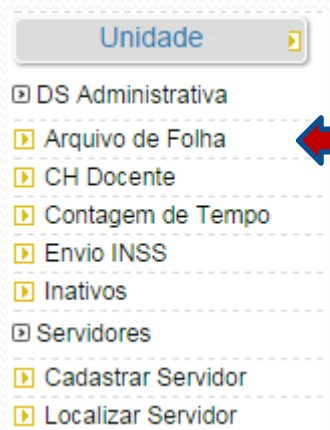 Unidade
DS Administrativa
Arquivo de Folha
CH Docente
Contagem de Tempo
Envio INSS
Inativos
Servidores
Cadastrar Servidor
Localizar Servidor